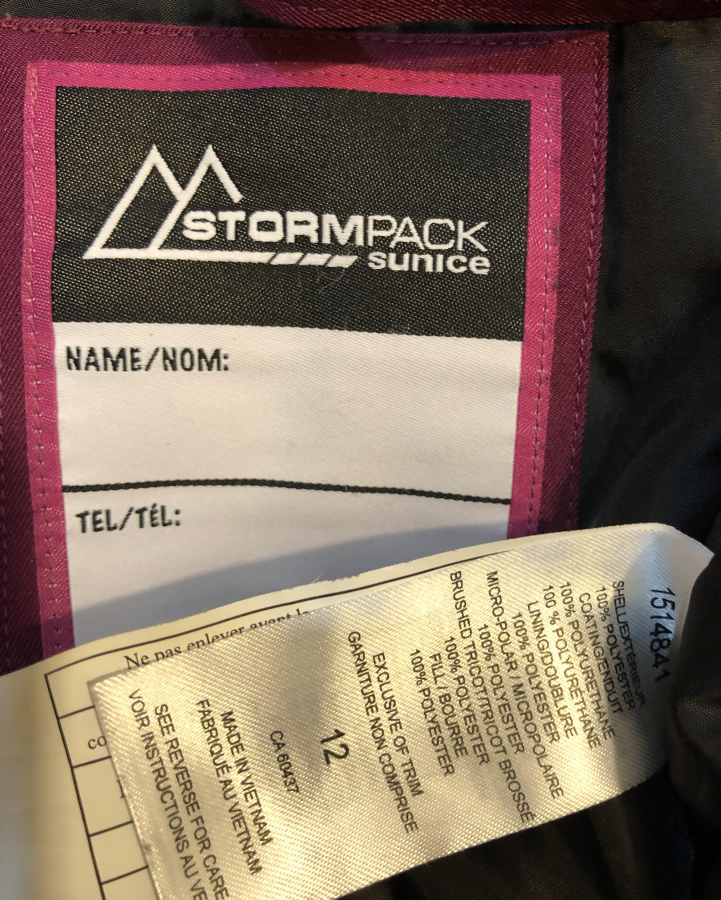 STORMPACK
sunice
NAME/NOM:
TEL/TÉL:
Ne pas enlever avant la
co
1514841
SHELL/EXTÉRIEUR
100% POLYESTER
COATING/ENDUIT
100% POLYURETHANE
100 % POLYURÉTHANE
LINING/DOUBLURE
100% POLYESTER
MICRO-POLAR / MICROPOLAIRE
100% POLYESTER
BRUSHED TRICOT/TRICOT BROSSÉ
100% POLYESTER
FILL / BOURRE
100% POLYESTER
EXCLUSIVE OF TRIM
GARNITURE NON COMPRISE
12
CA 60437
MADE IN VIETNAM
FABRIQUÉ AU VIETNAM
SEE REVERSE FOR CARE
VOIR INSTRUCTIONS AU VE